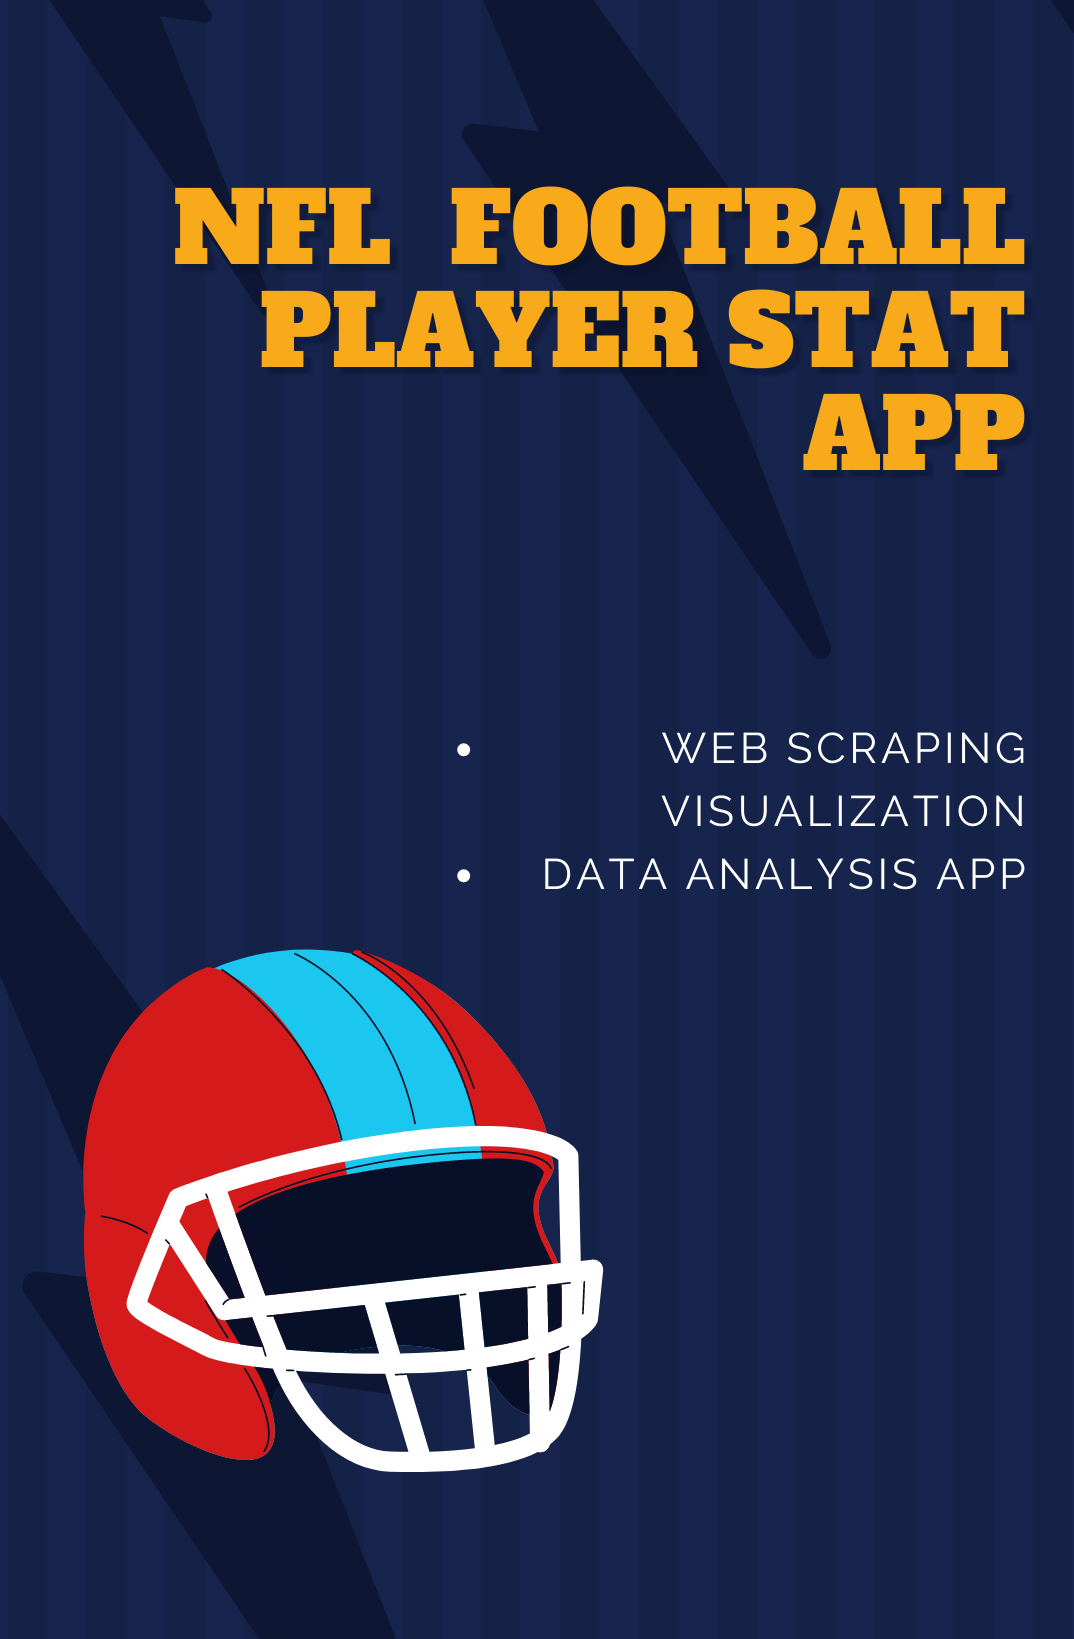 NFL FOOTBALL
PLAYER STAT
APP
• WEB SCRAPING
VISUALIZATION
• DATA ANALYSIS APP